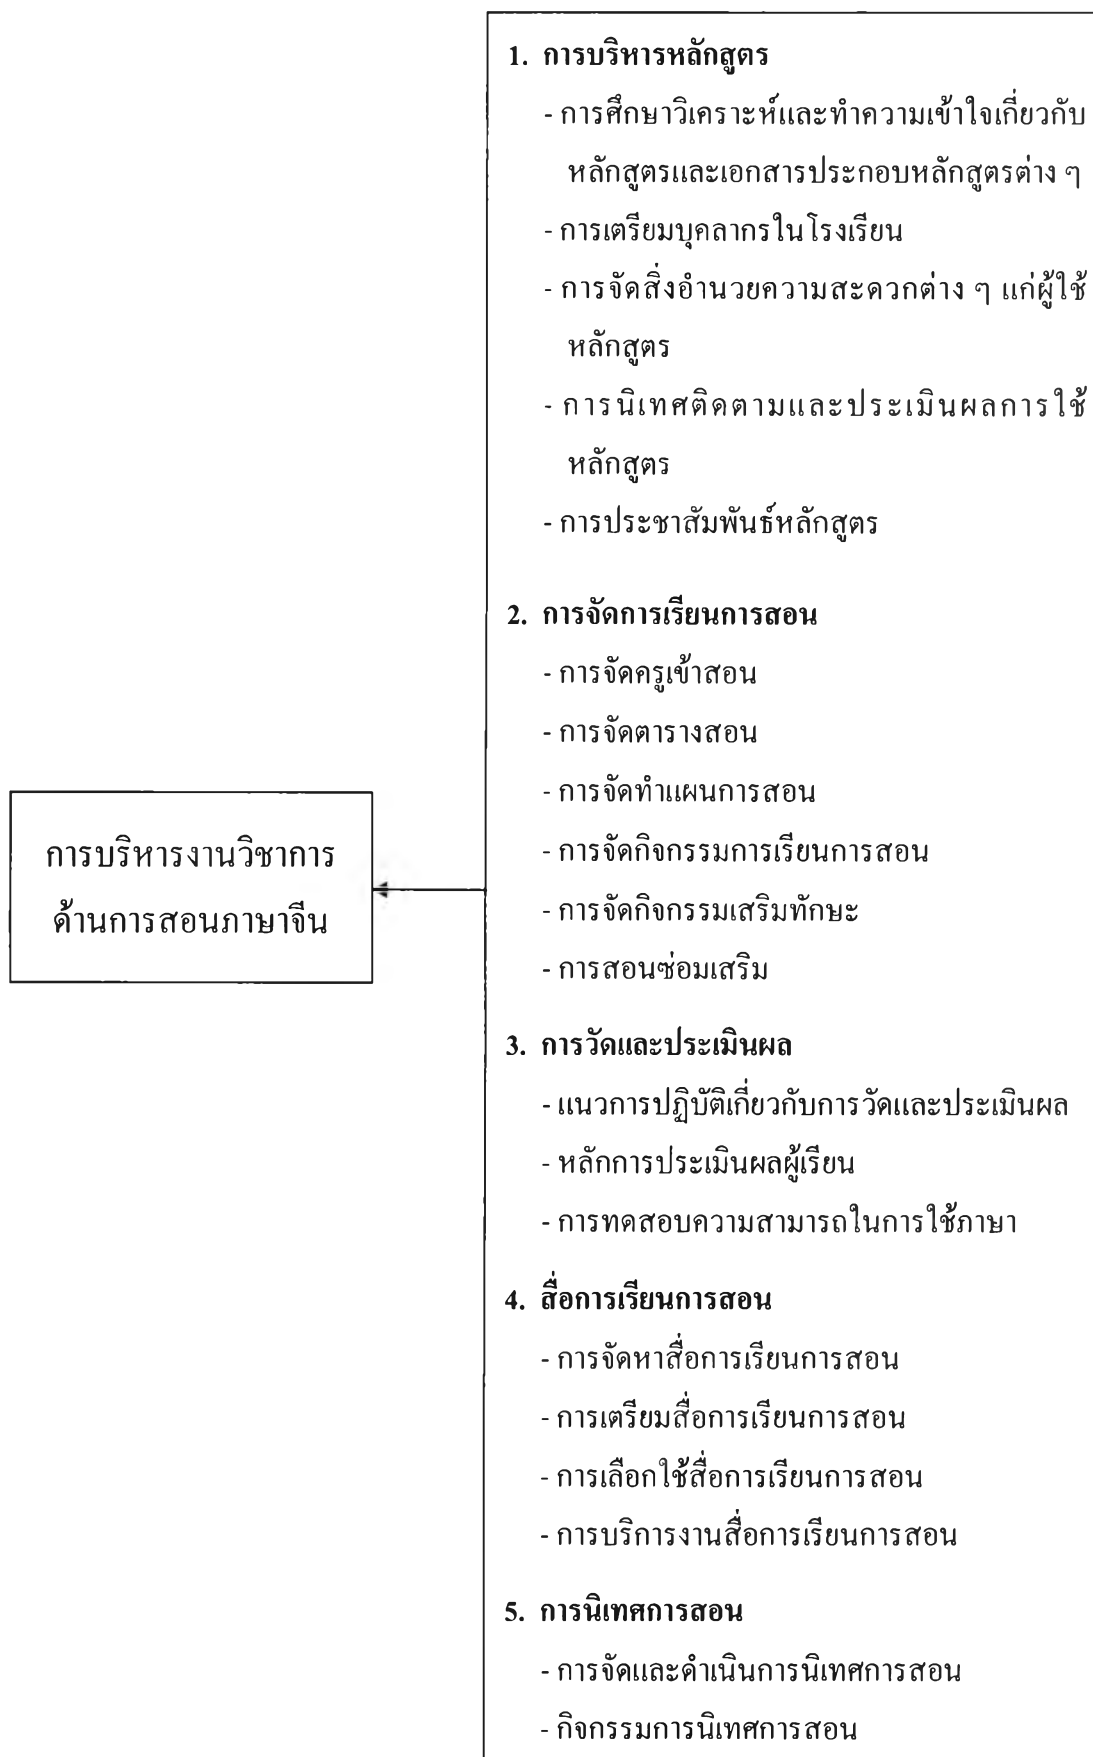 1. การบริหารหลักสูตร
- การศึกษาวิเคราะห์และทำความเข้าใจเกี่ยวกับ
หลักสูตรและเอกสารประกอบหลักสูตรต่าง ๆ
- การเตรียมบุคลากรในโรงเรียน
- การจัดสิ่งอำนวยความสะดวกต่าง ๆ แก่ผู้ใช้
หลักสูตร
- การนิเทศติดตามและประเมินผลการใช้
หลักสูตร
- การประชาสัมพันธ์หลักสูตร
2. การจัดการเรียนการสอน
- การจัดครูเข้าสอน
- การจัดตารางสอน
- การจัดทำแผนการสอน
- การจัดกิจกรรมการเรียนการสอน
- การจัดกิจกรรมเสริมทักษะ
- การสอนซ่อมเสริม
การบริหารงานวิชาการ
ด้านการสอนภาษาจีน
3. การวัดและประเมินผล
- แนวการปฏิบัติเกี่ยวกับการวัดและประเมินผล
- หลักการประเมินผลผู้เรียน
- การทดสอบความสามารถในการใช้ภาษา
4. สื่อการเรียนการสอน
- การจัดหาสื่อการเรียนการสอน
- การเตรียมสื่อการเรียนการสอน
- การเลือกใช้สื่อการเรียนการสอน
- การบริการงานสื่อการเรียนการสอน
5. การนิเทศการสอน
- การจัดและดำเนินการนิเทศการสอน
- กิจกรรมการนิเทศการสอน